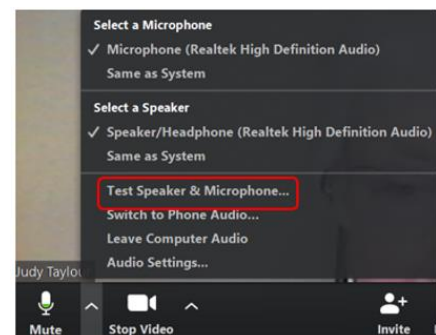 Select a Microphone
✓ Microphone (Realtek High Definition Audio)
Same as System
Select a Speaker
✓ Speaker/Headphone (Realtek High Definition Audio)
Same as System
Test Speaker & Microphone...
Switch to Phone Audio...
Leave Computer Audio
Audio Settings...
Judy
Mute Stop Video Invite